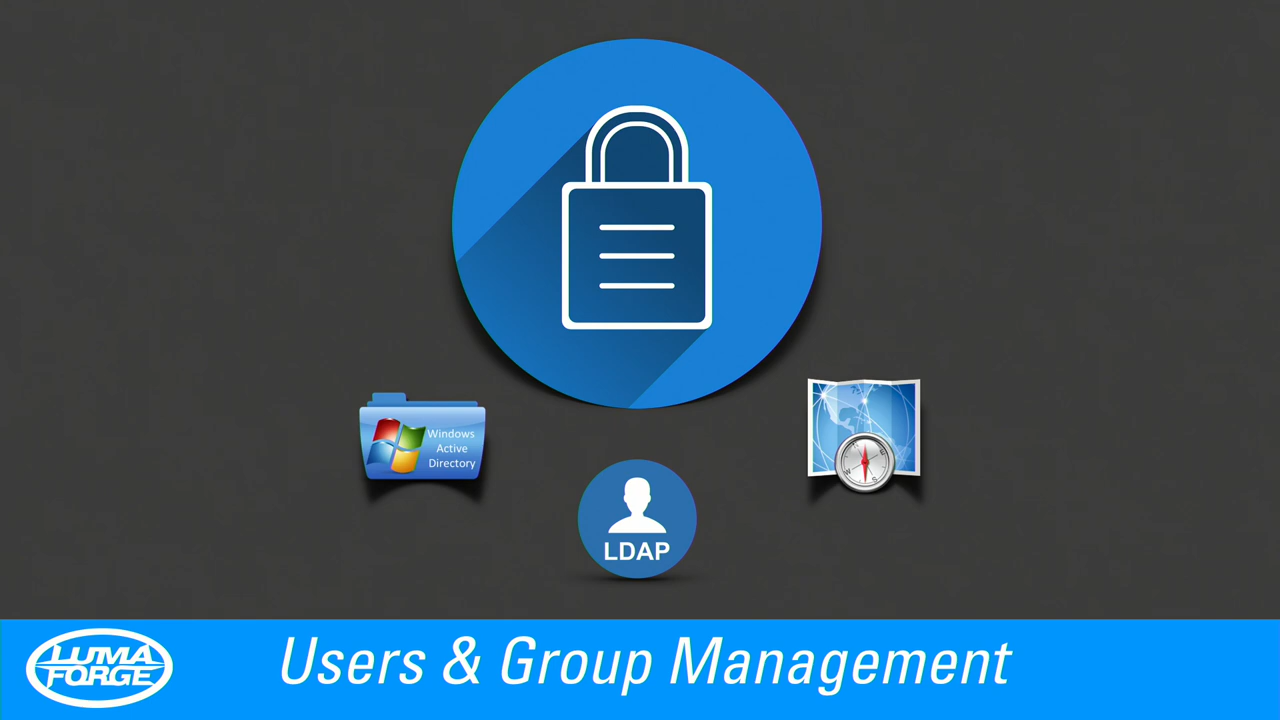 Windows
Active
Directory
LDAP
LUMA
FORGE
Users & Group Management